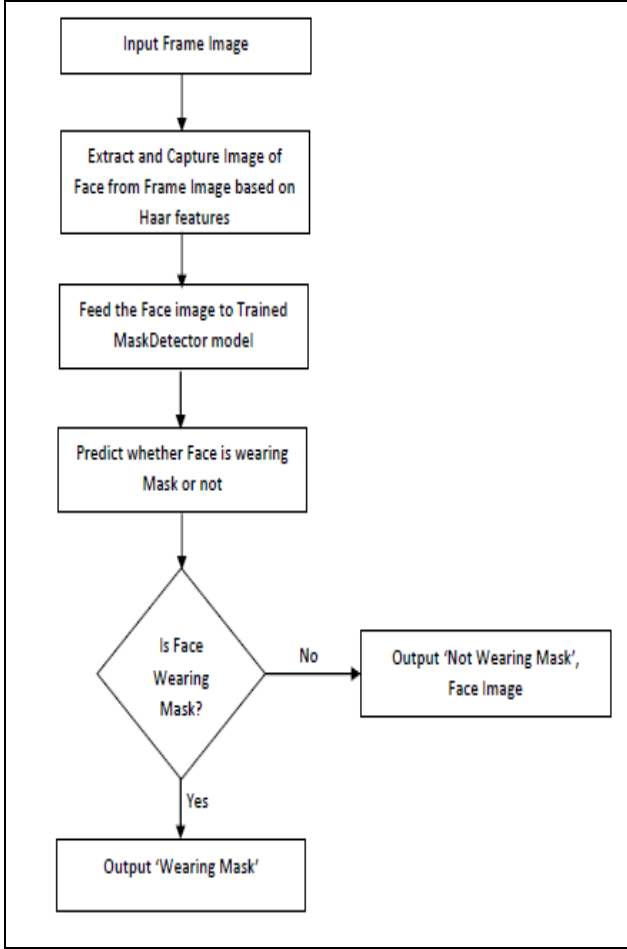 Input Frame Image
Extract and Capture Image of
Face from Frame Image based on
Haar features
Feed the Face image to Trained
MaskDetector model
Predict whether Face is wearing
Mask or not
Is Face
Wearing
Mask?
No
Output ‘Not Wearing Mask’,
Face Image
Yes
Output ‘Wearing Mask’